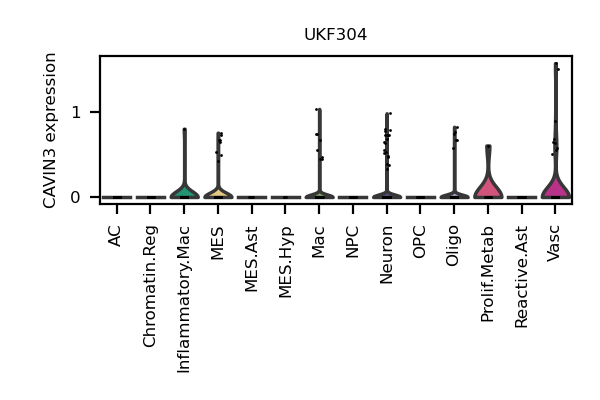 UKF304
CAVIN3 expression
1
0
AC
Chromatin.Reg
Inflammatory.Mac
MES
MES.Ast
MES.Hyp
Mac
NPC
Neuron
OPC
Oligo
Prolif.Metab
Reactive.Ast
Vasc